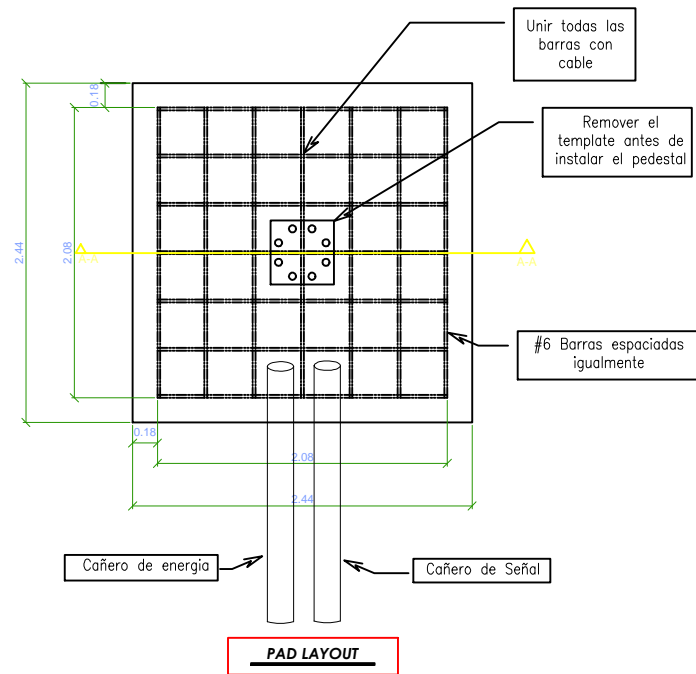 Unir todas las
barras con
cable
Remover el
template antes de
instalar el pedestal
0.18
2.44
2.08
A-A
A-A
#6 Barras espaciadas
igualmente
0.18
2.08
2.44
Cañero de energia
Cañero de Señal
PAD LAYOUT